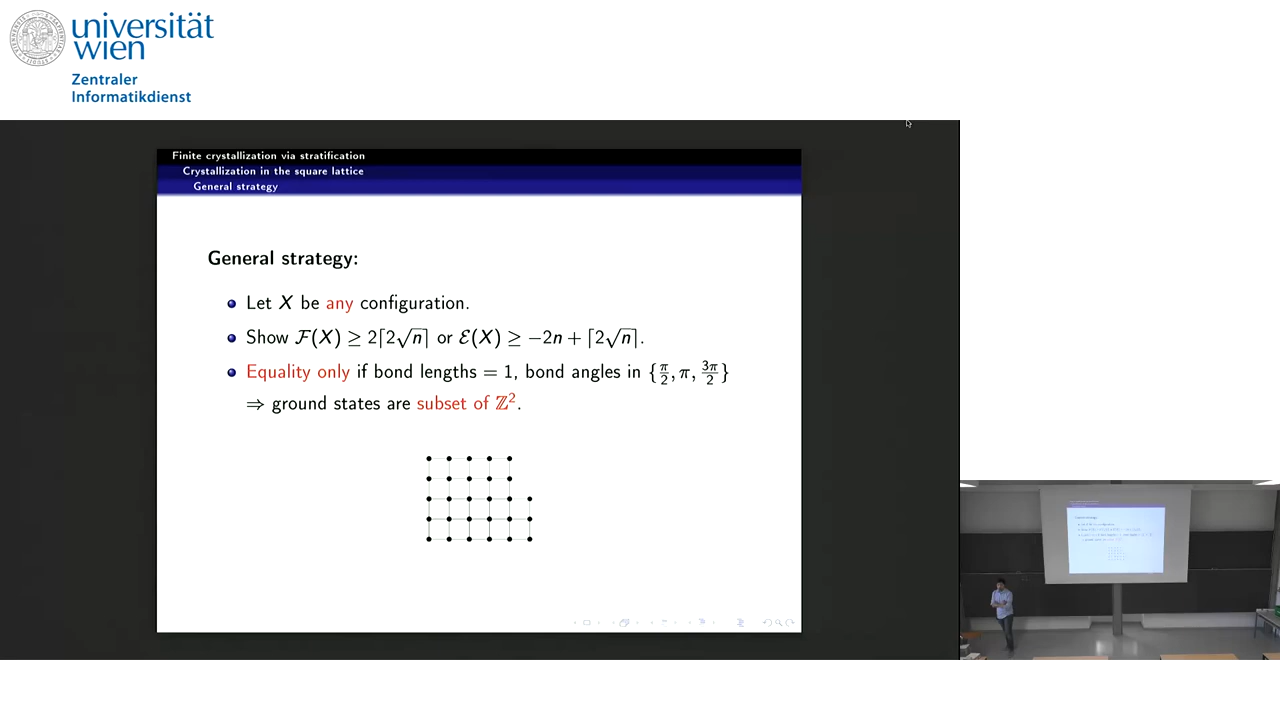 universität
wien
Zentraler
Informatikdienst
Finite crystallization via stratification
Crystallization in the square lattice
General strategy
General strategy:
Let X be any configuration.
Show ℱ(X) ≥ 2⌈2√n⌉ or ℰ(X) ≥ −2n + ⌈2√n⌉.
Equality only if bond lengths = 1, bond angles in {π/2, π, 3π/2}
⇒ ground states are subset of ℤ².